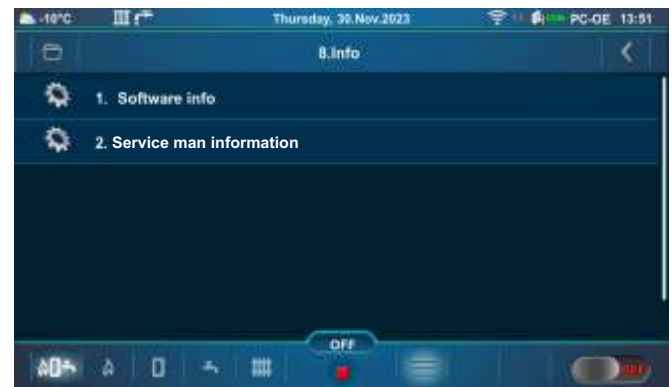 -10°C Thursday, 30.Nov.2023 PC-OE 13:51
8.Info
1. Software info
2. Service man information
OFF
OFF